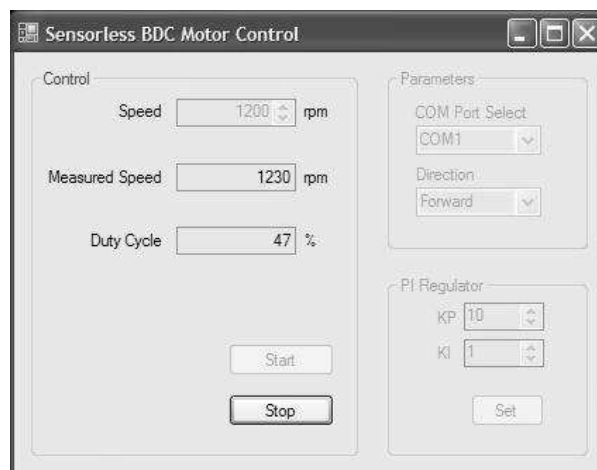 Sensorless BDC Motor Control
Control
Speed 1200 rpm
Measured Speed 1230 rpm
Duty Cycle 47 %
Start
Stop
Parameters
COM Port Select
COM1
Direction
Forward
PI Regulator
KP 10
KI 1
Set